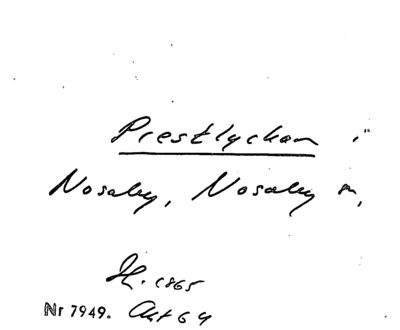 Prestlyckan i
Nosaby, Nosaby sn,
H. 1865
Nr 7949. Akt 64